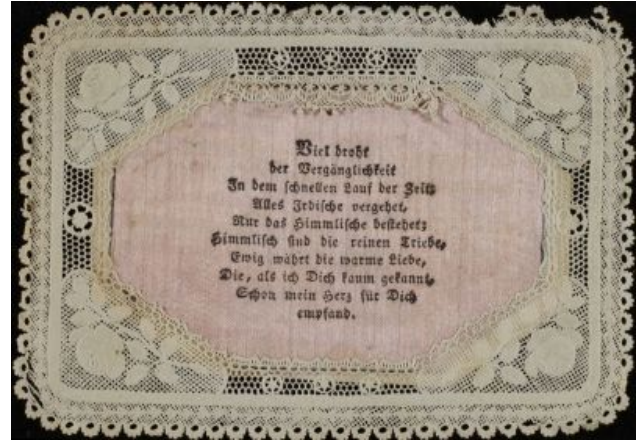 Viel droht
der Vergänglichkeit
In dem schnellen Lauf der Zeit;
Alles Irdische vergehet,
Nur das Himmlische bestehet;
Himmlisch sind die reinen Triebe,
Ewig währt die warme Liebe,
Die, als ich Dich kaum gekannt,
Schon mein Herz für Dich
empfand.